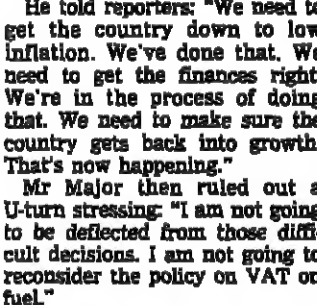 He told reporters: "We need to
get the country down to low
inflation. We've done that. We
need to get the finances right.
We're in the process of doing
that. We need to make sure the
country gets back into growth.
That's now happening."
Mr Major then ruled out a
U-turn stressing: "I am not going
to be deflected from those diffi-
cult decisions. I am not going to
reconsider the policy on VAT on
fuel."